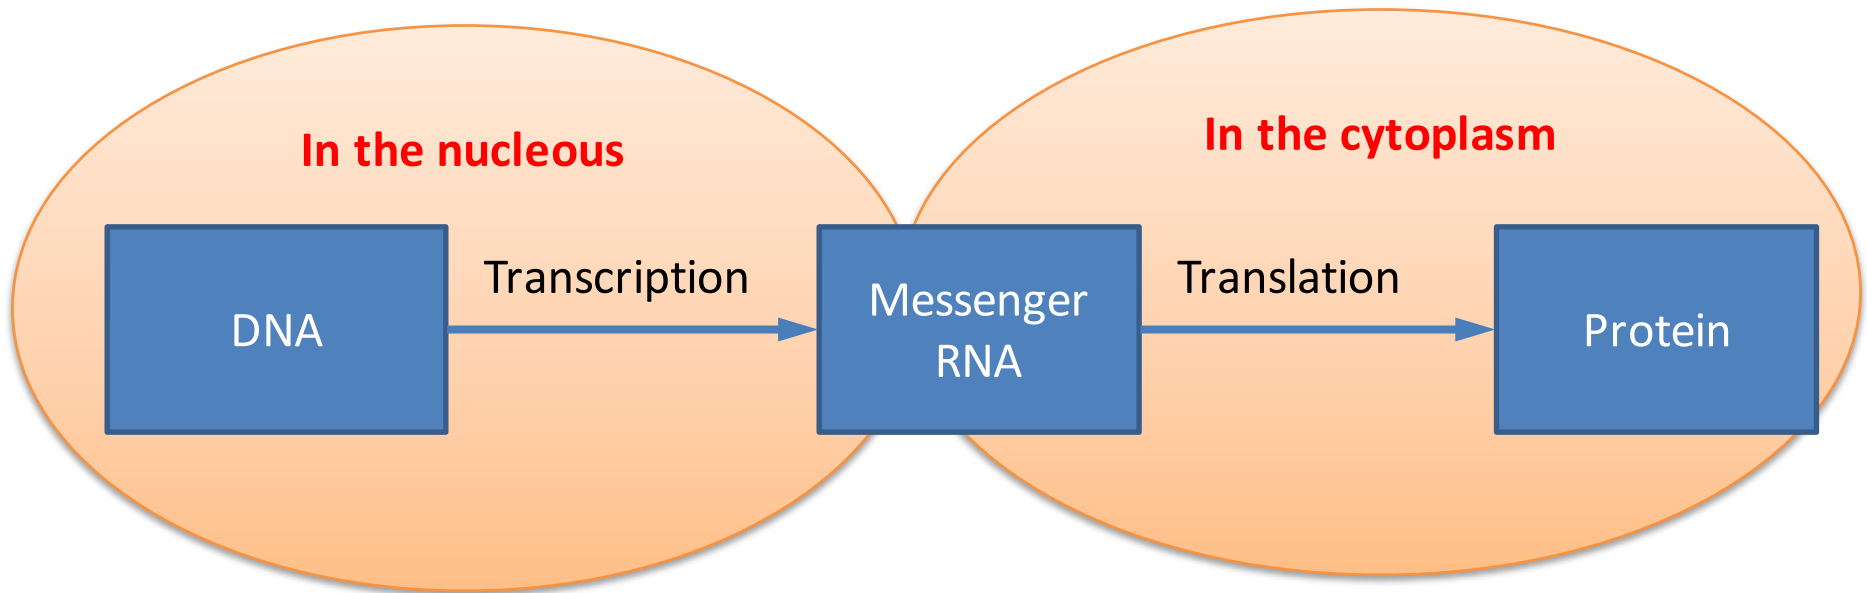 In the nucleous
In the cytoplasm
DNA
Transcription
Messenger
RNA
Translation
Protein